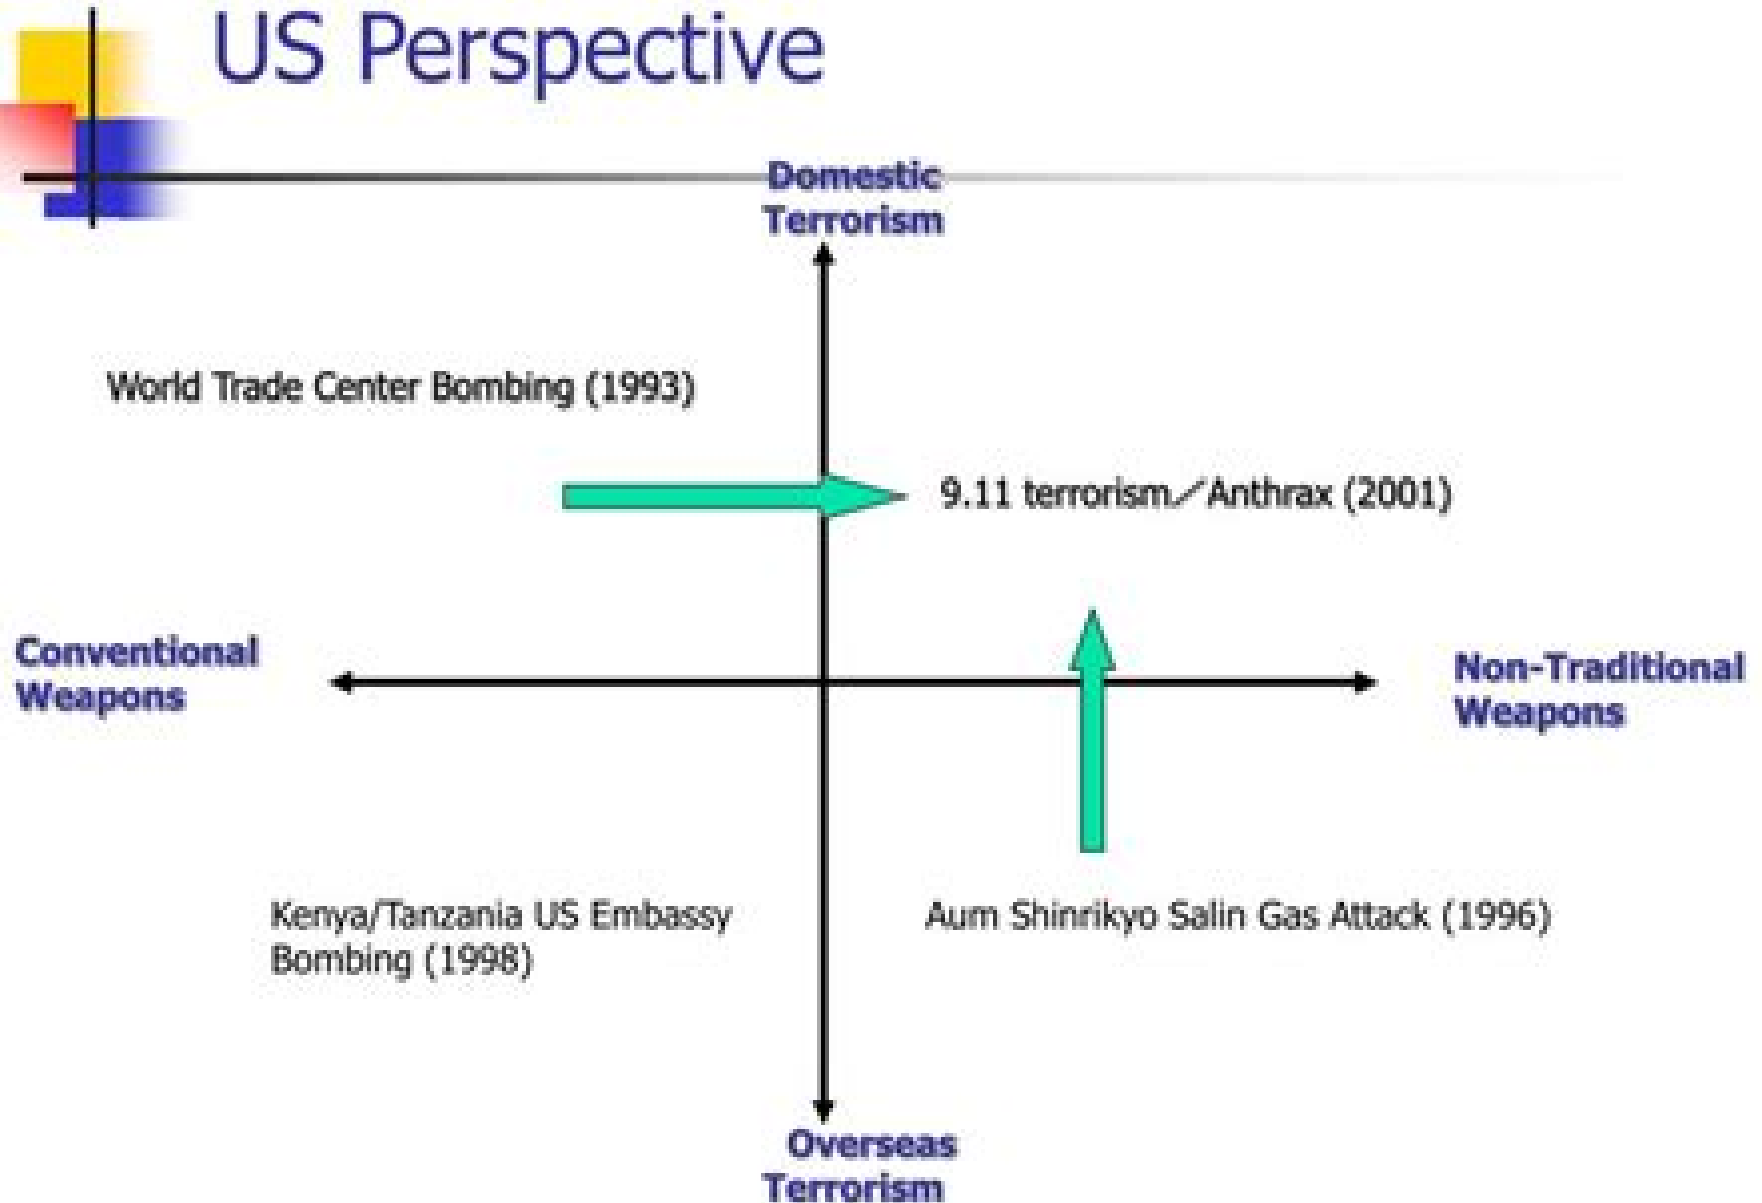 US Perspective
Domestic
Terrorism
World Trade Center Bombing (1993)
9.11 terrorism／Anthrax (2001)
Conventional
Weapons
Non-Traditional
Weapons
Kenya/Tanzania US Embassy
Bombing (1998)
Aum Shinrikyo Salin Gas Attack (1996)
Overseas
Terrorism